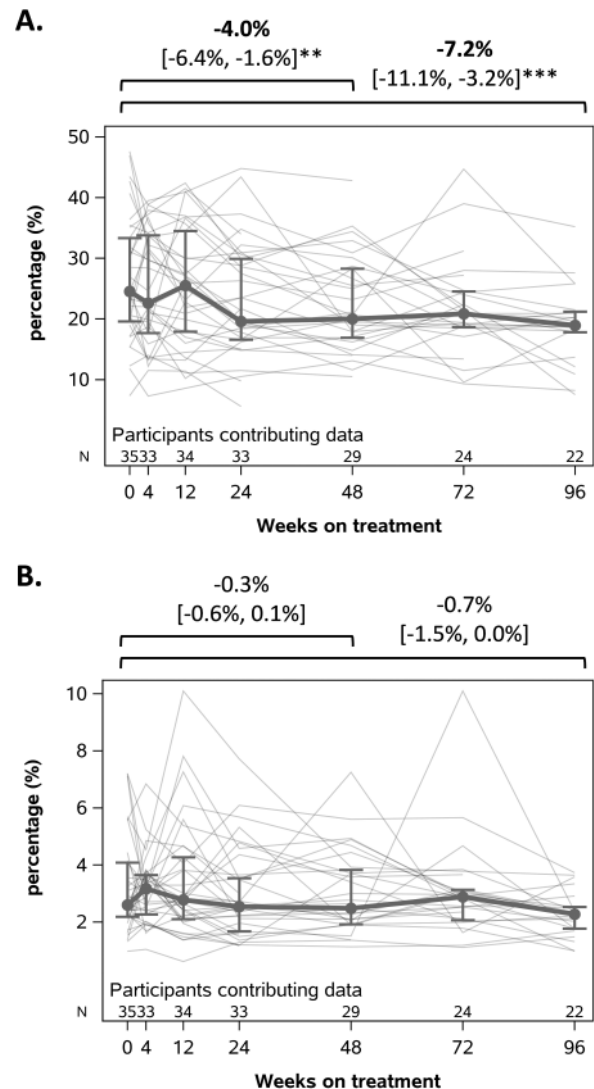 A.
-4.0%
[-6.4%, -1.6%]**
-7.2%
[-11.1%, -3.2%]***
percentage (%)
50
40
30
20
10
Participants contributing data
N 35 33 34 33 29 24 22
0 4 12 24 48 72 96
Weeks on treatment
B.
-0.3%
[-0.6%, 0.1%]
-0.7%
[-1.5%, 0.0%]
percentage (%)
10
8
6
4
2
Participants contributing data
N 35 33 34 33 29 24 22
0 4 12 24 48 72 96
Weeks on treatment